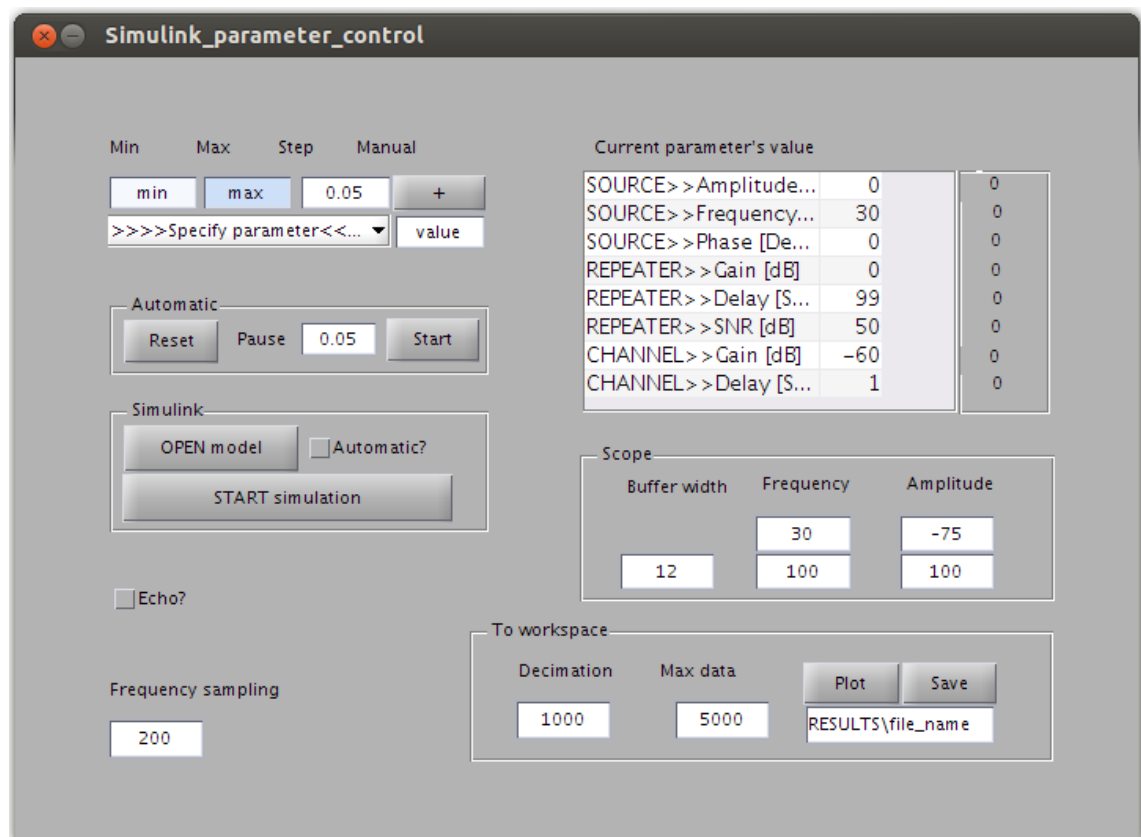 Simulink_parameter_control
Min Max Step Manual
min max 0.05 +
>>>>Specify parameter<<... value
Automatic
Reset Pause 0.05 Start
Simulink
OPEN model Automatic?
START simulation
Echo?
Frequency sampling
200
Current parameter's value
SOURCE>>Amplitude... 0 0
SOURCE>>Frequency... 30 0
SOURCE>>Phase [De... 0 0
REPEATER>>Gain [dB] 0 0
REPEATER>>Delay [S... 99 0
REPEATER>>SNR [dB] 50 0
CHANNEL>>Gain [dB] −60 0
CHANNEL>>Delay [S... 1 0
Scope
Buffer width Frequency Amplitude
30 -75
12 100 100
To workspace
Decimation Max data Plot Save
1000 5000 RESULTS\file_name